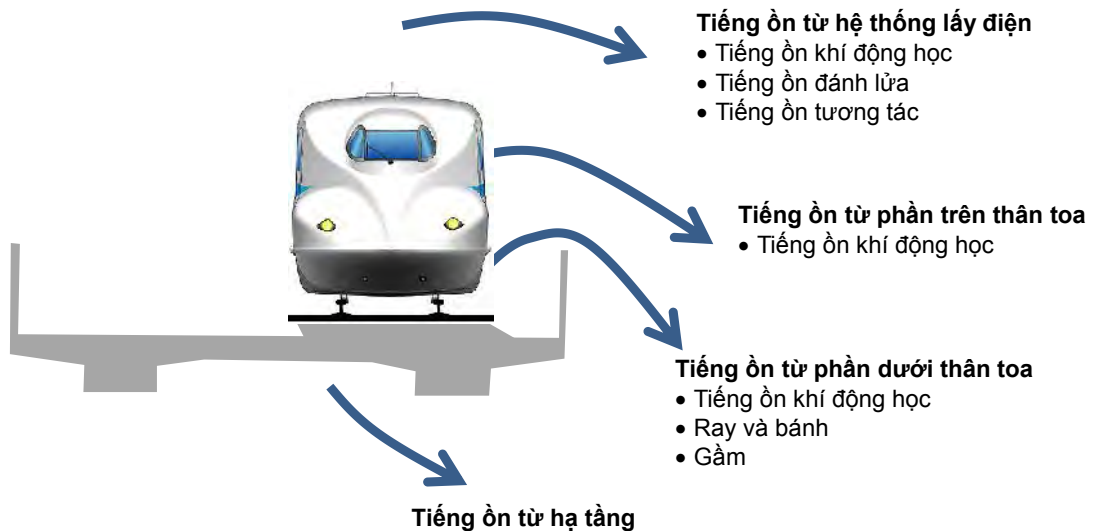 Tiếng ồn từ hệ thống lấy điện
• Tiếng ồn khí động học
• Tiếng ồn đánh lửa
• Tiếng ồn tương tác
Tiếng ồn từ phần trên thân toa
• Tiếng ồn khí động học
Tiếng ồn từ phần dưới thân toa
• Tiếng ồn khí động học
• Ray và bánh
• Gầm
Tiếng ồn từ hạ tầng